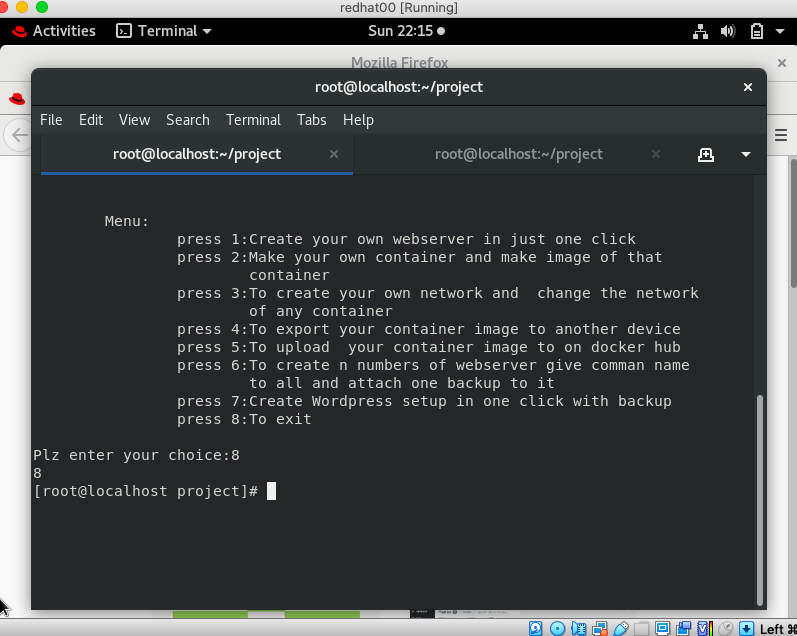 redhat00 [Running]
Activities Terminal Sun 22:15
Mozilla Firefox
root@localhost:~/project
File Edit View Search Terminal Tabs Help
root@localhost:~/project root@localhost:~/project
Menu:
press 1:Create your own webserver in just one click
press 2:Make your own container and make image of that
container
press 3:To create your own network and  change the network
of any container
press 4:To export your container image to another device
press 5:To upload  your container image to on docker hub
press 6:To create n numbers of webserver give comman name
to all and attach one backup to it
press 7:Create Wordpress setup in one click with backup
press 8:To exit
Plz enter your choice:8
8
[root@localhost project]#
Left ⌘